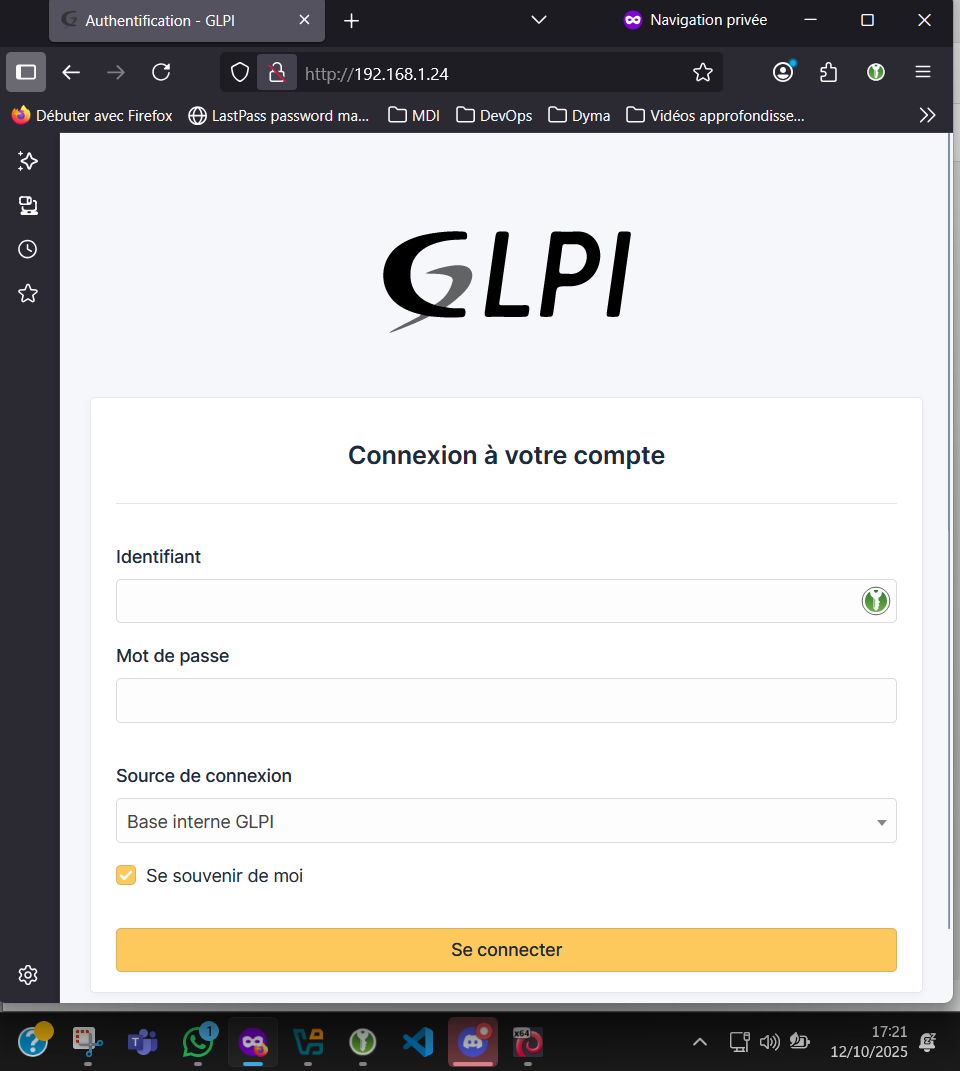 Authentification - GLPI
Navigation privée
http://192.168.1.24
Débuter avec Firefox
LastPass password ma...
MDI
DevOps
Dyma
Vidéos approfondisse...
GLPI
Connexion à votre compte
Identifiant
Mot de passe
Source de connexion
Base interne GLPI
Se souvenir de moi
Se connecter
1
X64
17:21
12/10/2025